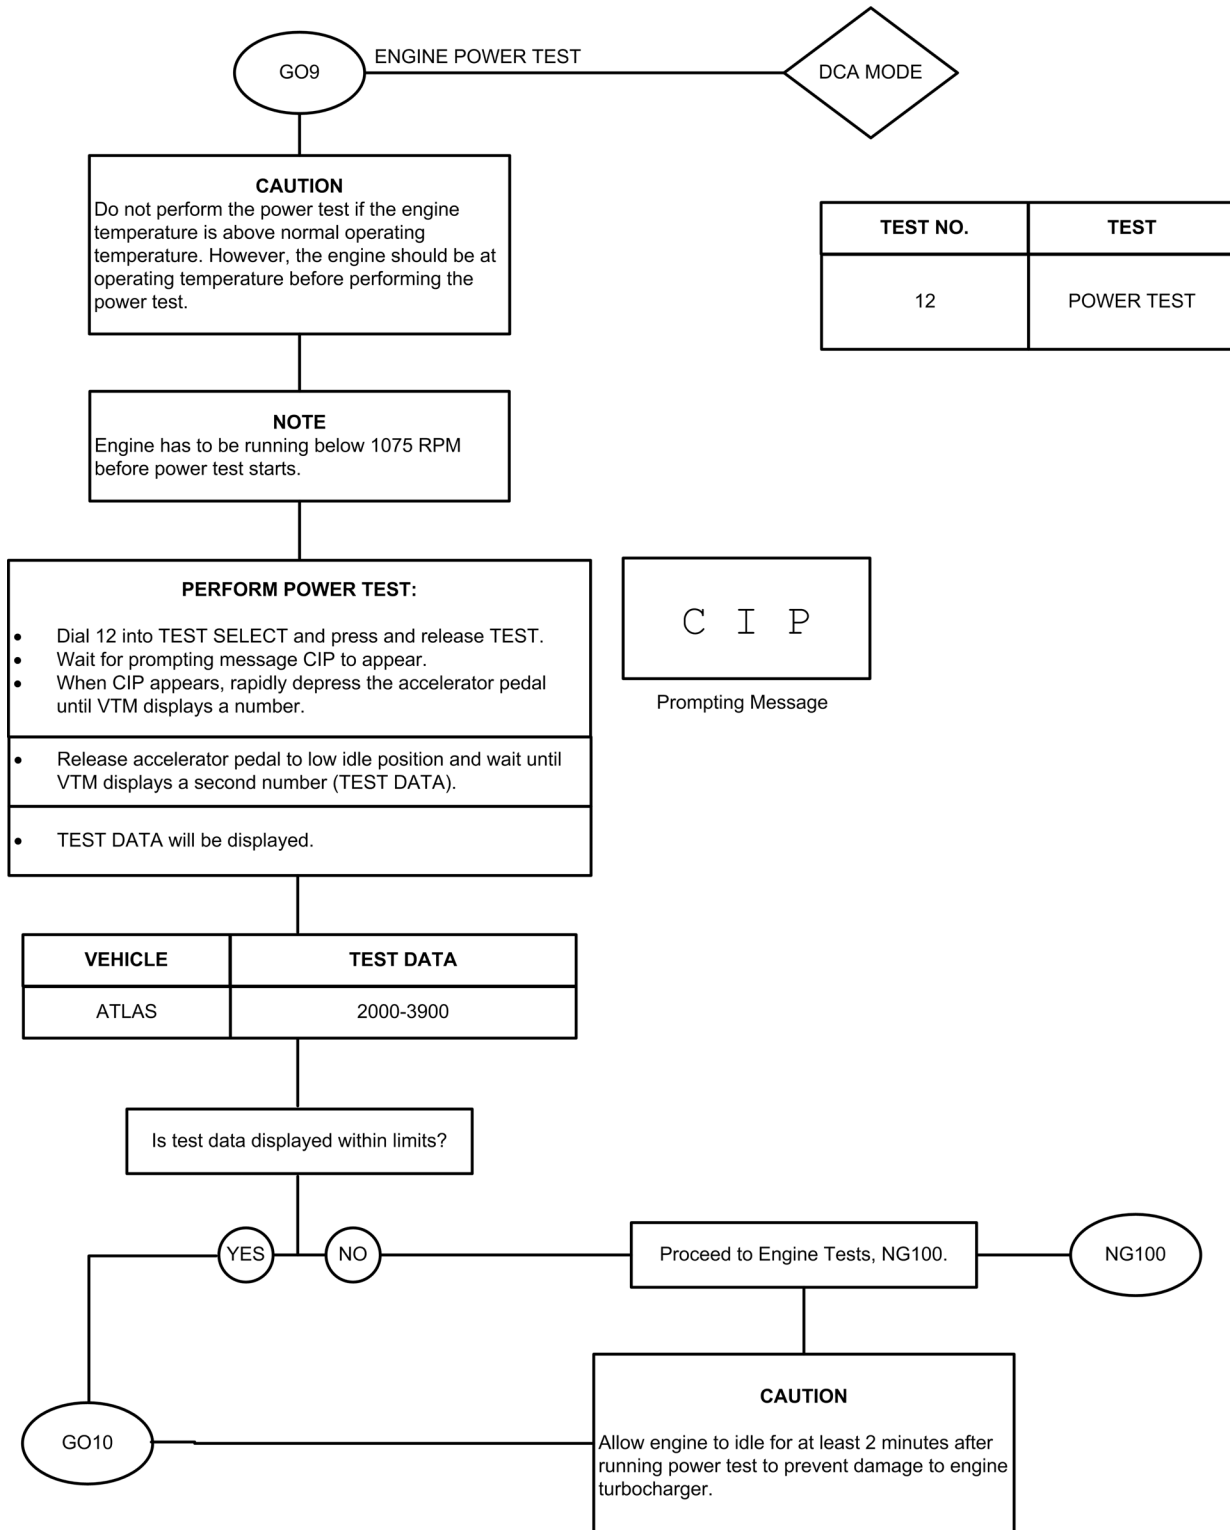 GO9
ENGINE POWER TEST
DCA MODE
CAUTION
Do not perform the power test if the engine
temperature is above normal operating
temperature. However, the engine should be at
operating temperature before performing the
power test.
TEST NO.
TEST
12
POWER TEST
NOTE
Engine has to be running below 1075 RPM
before power test starts.
PERFORM POWER TEST:
• Dial 12 into TEST SELECT and press and release TEST.
• Wait for prompting message CIP to appear.
• When CIP appears, rapidly depress the accelerator pedal
until VTM displays a number.
• Release accelerator pedal to low idle position and wait until
VTM displays a second number (TEST DATA).
• TEST DATA will be displayed.
C I P
Prompting Message
VEHICLE
TEST DATA
ATLAS
2000-3900
Is test data displayed within limits?
YES
NO
Proceed to Engine Tests, NG100.
NG100
GO10
CAUTION
Allow engine to idle for at least 2 minutes after
running power test to prevent damage to engine
turbocharger.